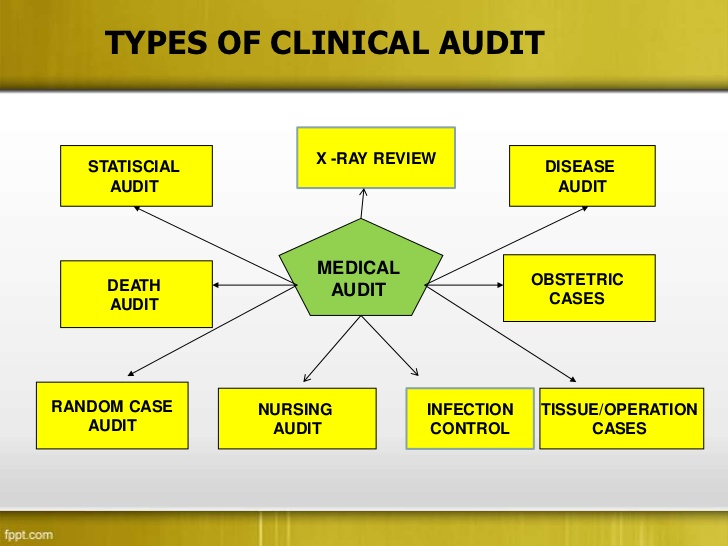 TYPES OF CLINICAL AUDIT
STATISCIAL
AUDIT
X -RAY REVIEW
DISEASE
AUDIT
MEDICAL
AUDIT
DEATH
AUDIT
OBSTETRIC
CASES
RANDOM CASE
AUDIT
NURSING
AUDIT
INFECTION
CONTROL
TISSUE/OPERATION
CASES
fppt.com